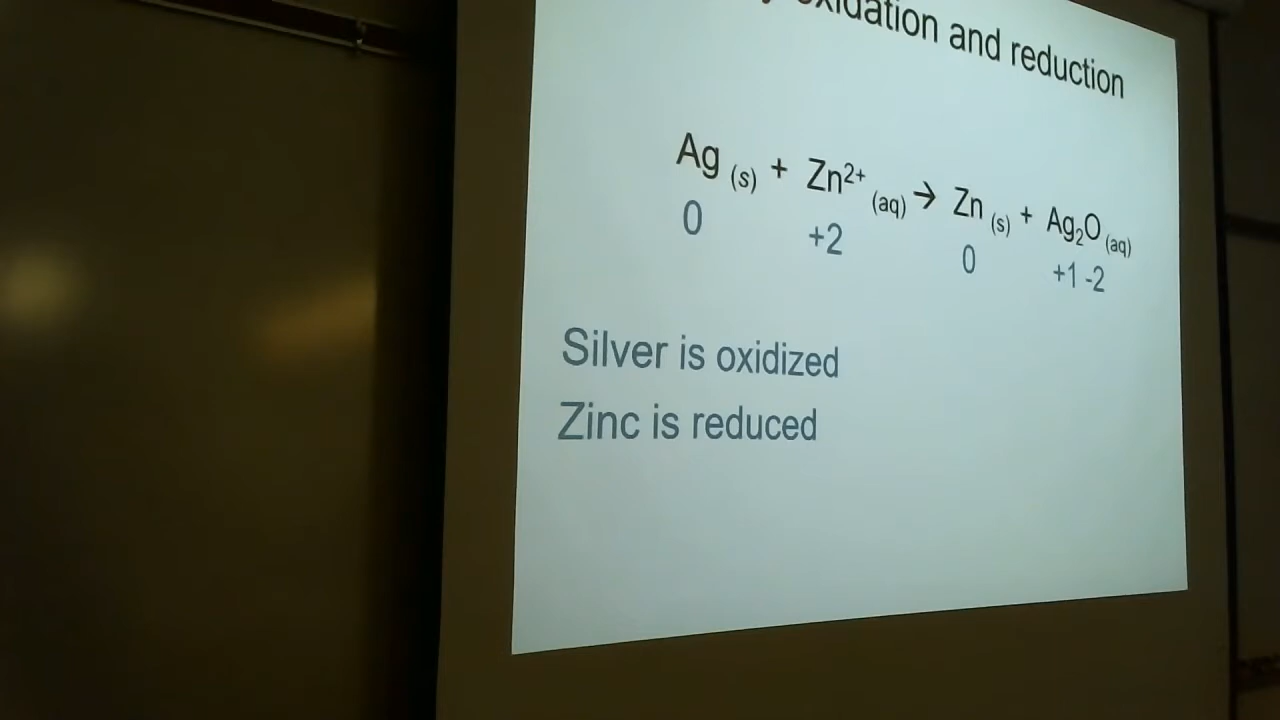 oxidation and reduction
Ag (s) + Zn²⁺ (aq) → Zn (s) + Ag₂O (aq)
0 +2 0 +1 -2
Silver is oxidized
Zinc is reduced